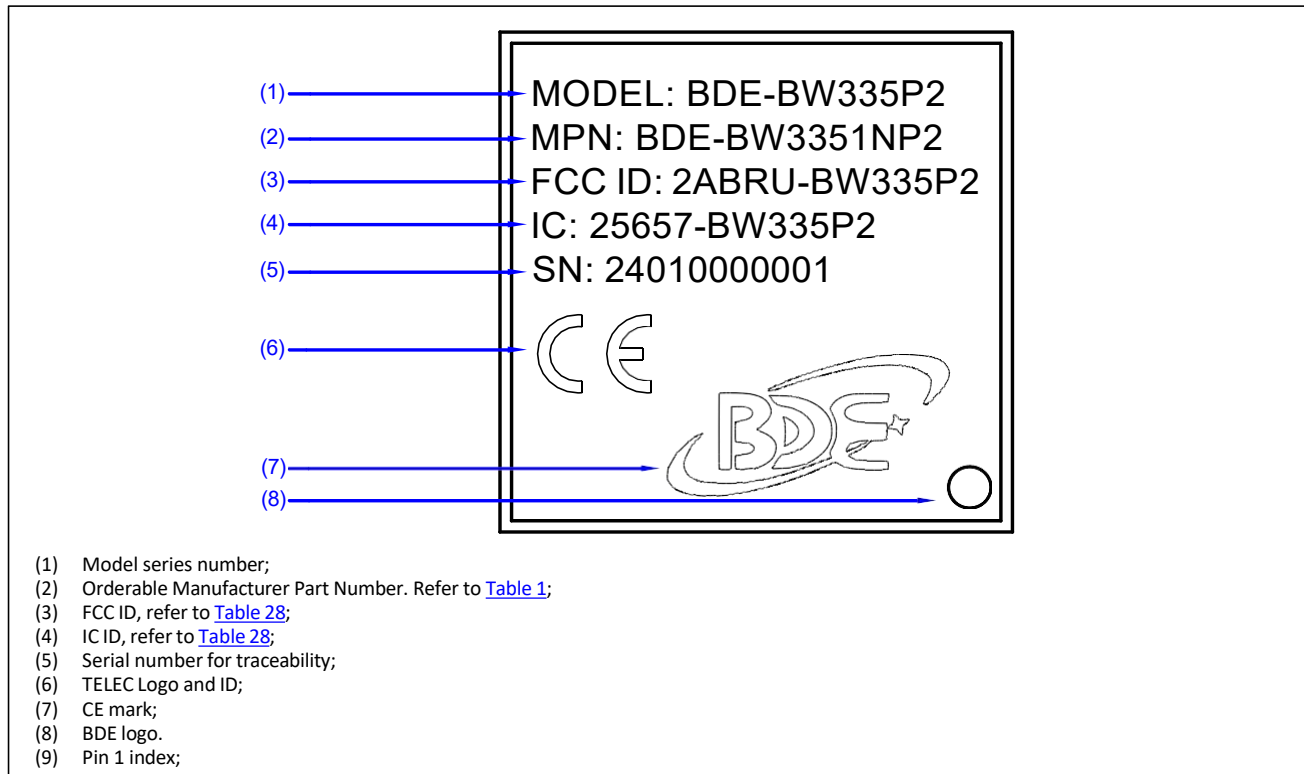 (1) MODEL: BDE-BW335P2
(2) MPN: BDE-BW3351NP2
(3) FCC ID: 2ABRU-BW335P2
(4) IC: 25657-BW335P2
(5) SN: 24010000001
(6) CE
BDE
(7)
(8)
(1) Model series number;
(2) Orderable Manufacturer Part Number. Refer to Table 1;
(3) FCC ID, refer to Table 28;
(4) IC ID, refer to Table 28;
(5) Serial number for traceability;
(6) TELEC Logo and ID;
(7) CE mark;
(8) BDE logo.
(9) Pin 1 index;